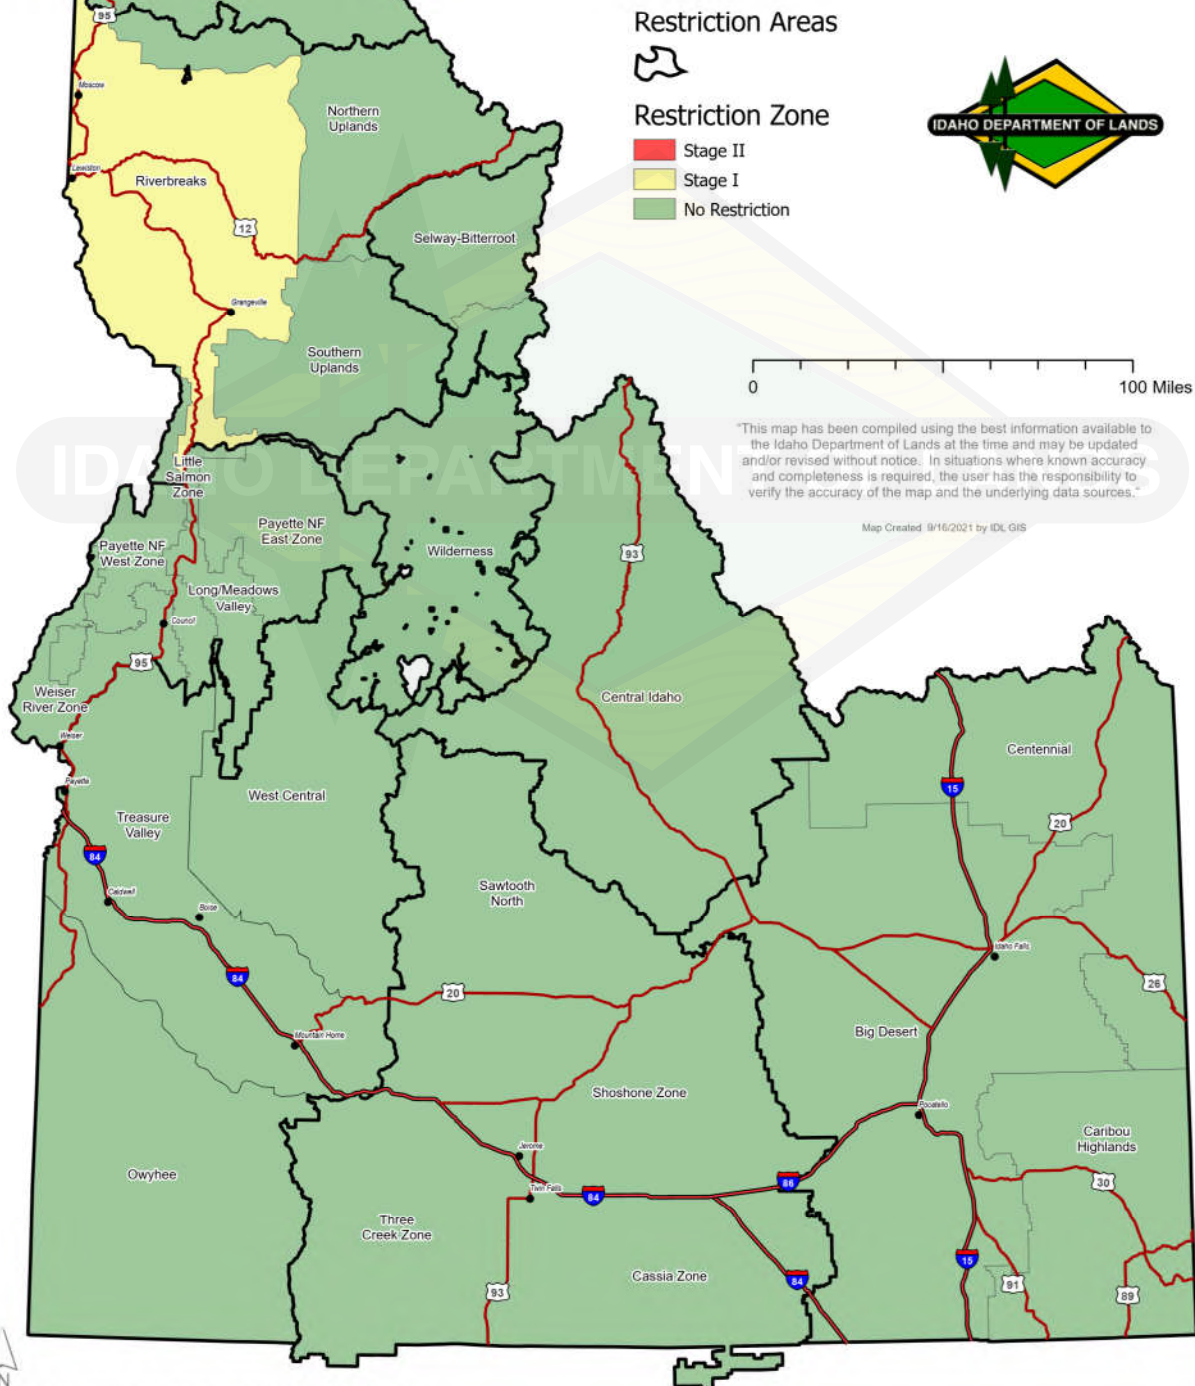 95
Restriction Areas
Restriction Zone
Stage II
Stage I
No Restriction
IDAHO DEPARTMENT OF LANDS
Moscow
Northern
Uplands
Lewiston
Riverbreaks
12
Selway-Bitterroot
Grangeville
Southern
Uplands
0
100 Miles
"This map has been compiled using the best information available to
the Idaho Department of Lands at the time and may be updated
and/or revised without notice. In situations where known accuracy
and completeness is required, the user has the responsibility to
verify the accuracy of the map and the underlying data sources."
Map Created 9/16/2021 by IDL GIS
IDAHO DEPARTMENT OF LANDS
Little
Salmon
Zone
Payette NF
East Zone
Payette NF
West Zone
Wilderness
93
Long/Meadows
Valley
Council
95
Weiser
River Zone
Weiser
Central Idaho
Centennial
Payette
West Central
15
Treasure
Valley
20
84
Caldwell
Boise
Sawtooth
North
Idaho Falls
84
20
26
Mountain Home
Big Desert
Shoshone Zone
Pocatello
Caribou
Highlands
Jerome
Owyhee
Twin Falls
84
86
30
Three
Creek Zone
Cassia Zone
93
84
15
91
89
N